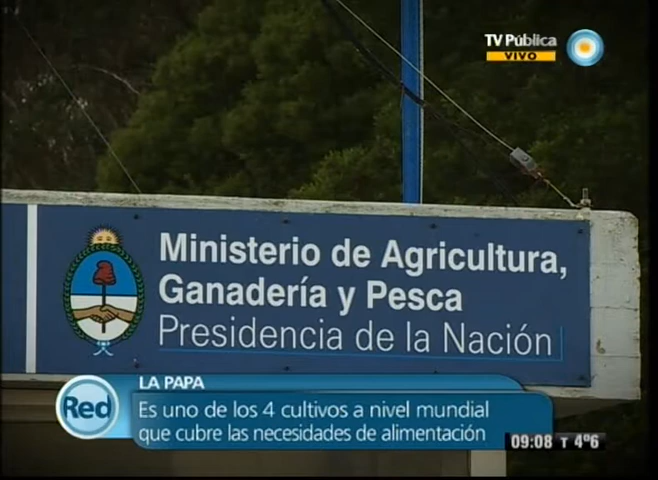 TV Pública
VIVO
Ministerio de Agricultura,
Ganadería y Pesca
Presidencia de la Nación
Red
LA PAPA
Es uno de los 4 cultivos a nivel mundial
que cubre las necesidades de alimentación
09:08 T 4°6